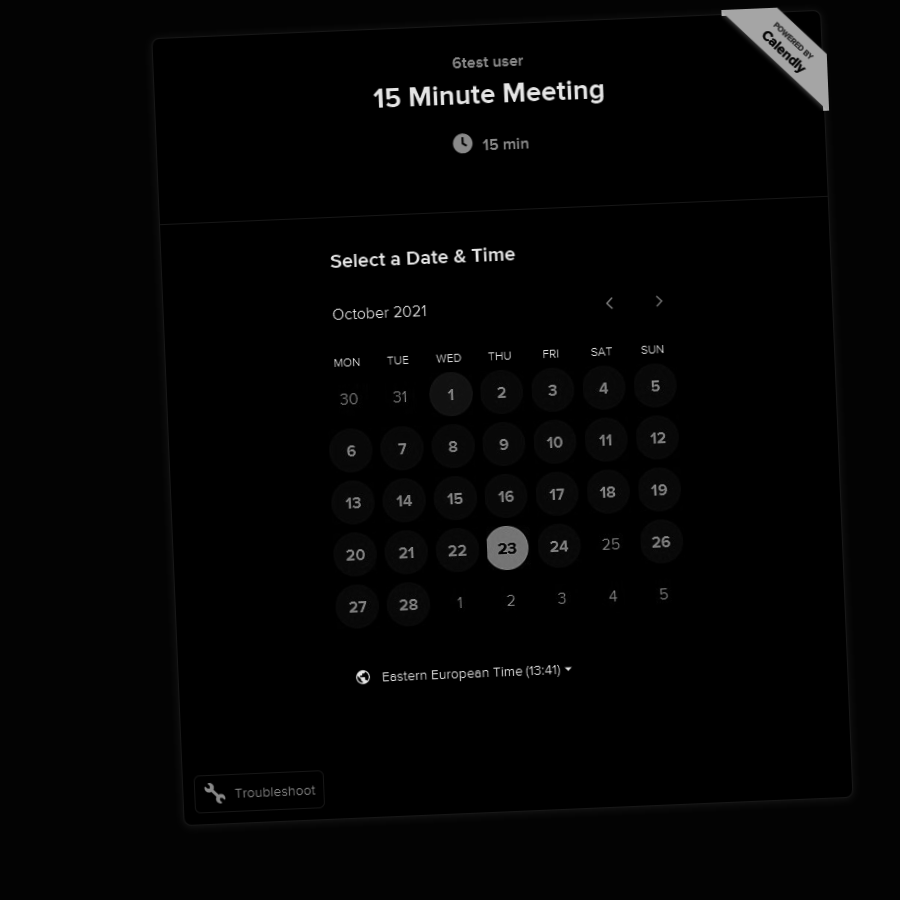 POWERED BY
Calendly
6test user
15 Minute Meeting
15 min
Select a Date & Time
October 2021
MON TUE WED THU FRI SAT SUN
30 31 1 2 3 4 5
6 7 8 9 10 11 12
13 14 15 16 17 18 19
20 21 22 23 24 25 26
27 28 1 2 3 4 5
Eastern European Time (13:41)
Troubleshoot